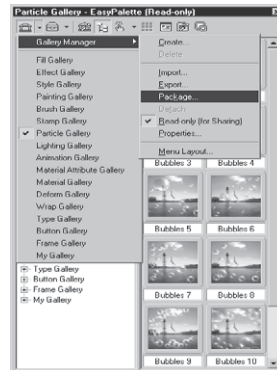 Particle Gallery - EasyPalette (Read-only)
Gallery Manager
Fill Gallery
Effect Gallery
Style Gallery
Painting Gallery
Brush Gallery
Stamp Gallery
Particle Gallery
Lighting Gallery
Animation Gallery
Material Attribute Gallery
Material Gallery
Deform Gallery
Wrap Gallery
Type Gallery
Button Gallery
Frame Gallery
My Gallery
Create...
Delete
Import...
Export...
Package...
Detach
Read-only (for Sharing)
Properties...
Menu Layout...
Type Gallery
Button Gallery
Frame Gallery
My Gallery
Bubbles 3 Bubbles 4
Bubbles 5 Bubbles 6
Bubbles 7 Bubbles 8
Bubbles 9 Bubbles 10